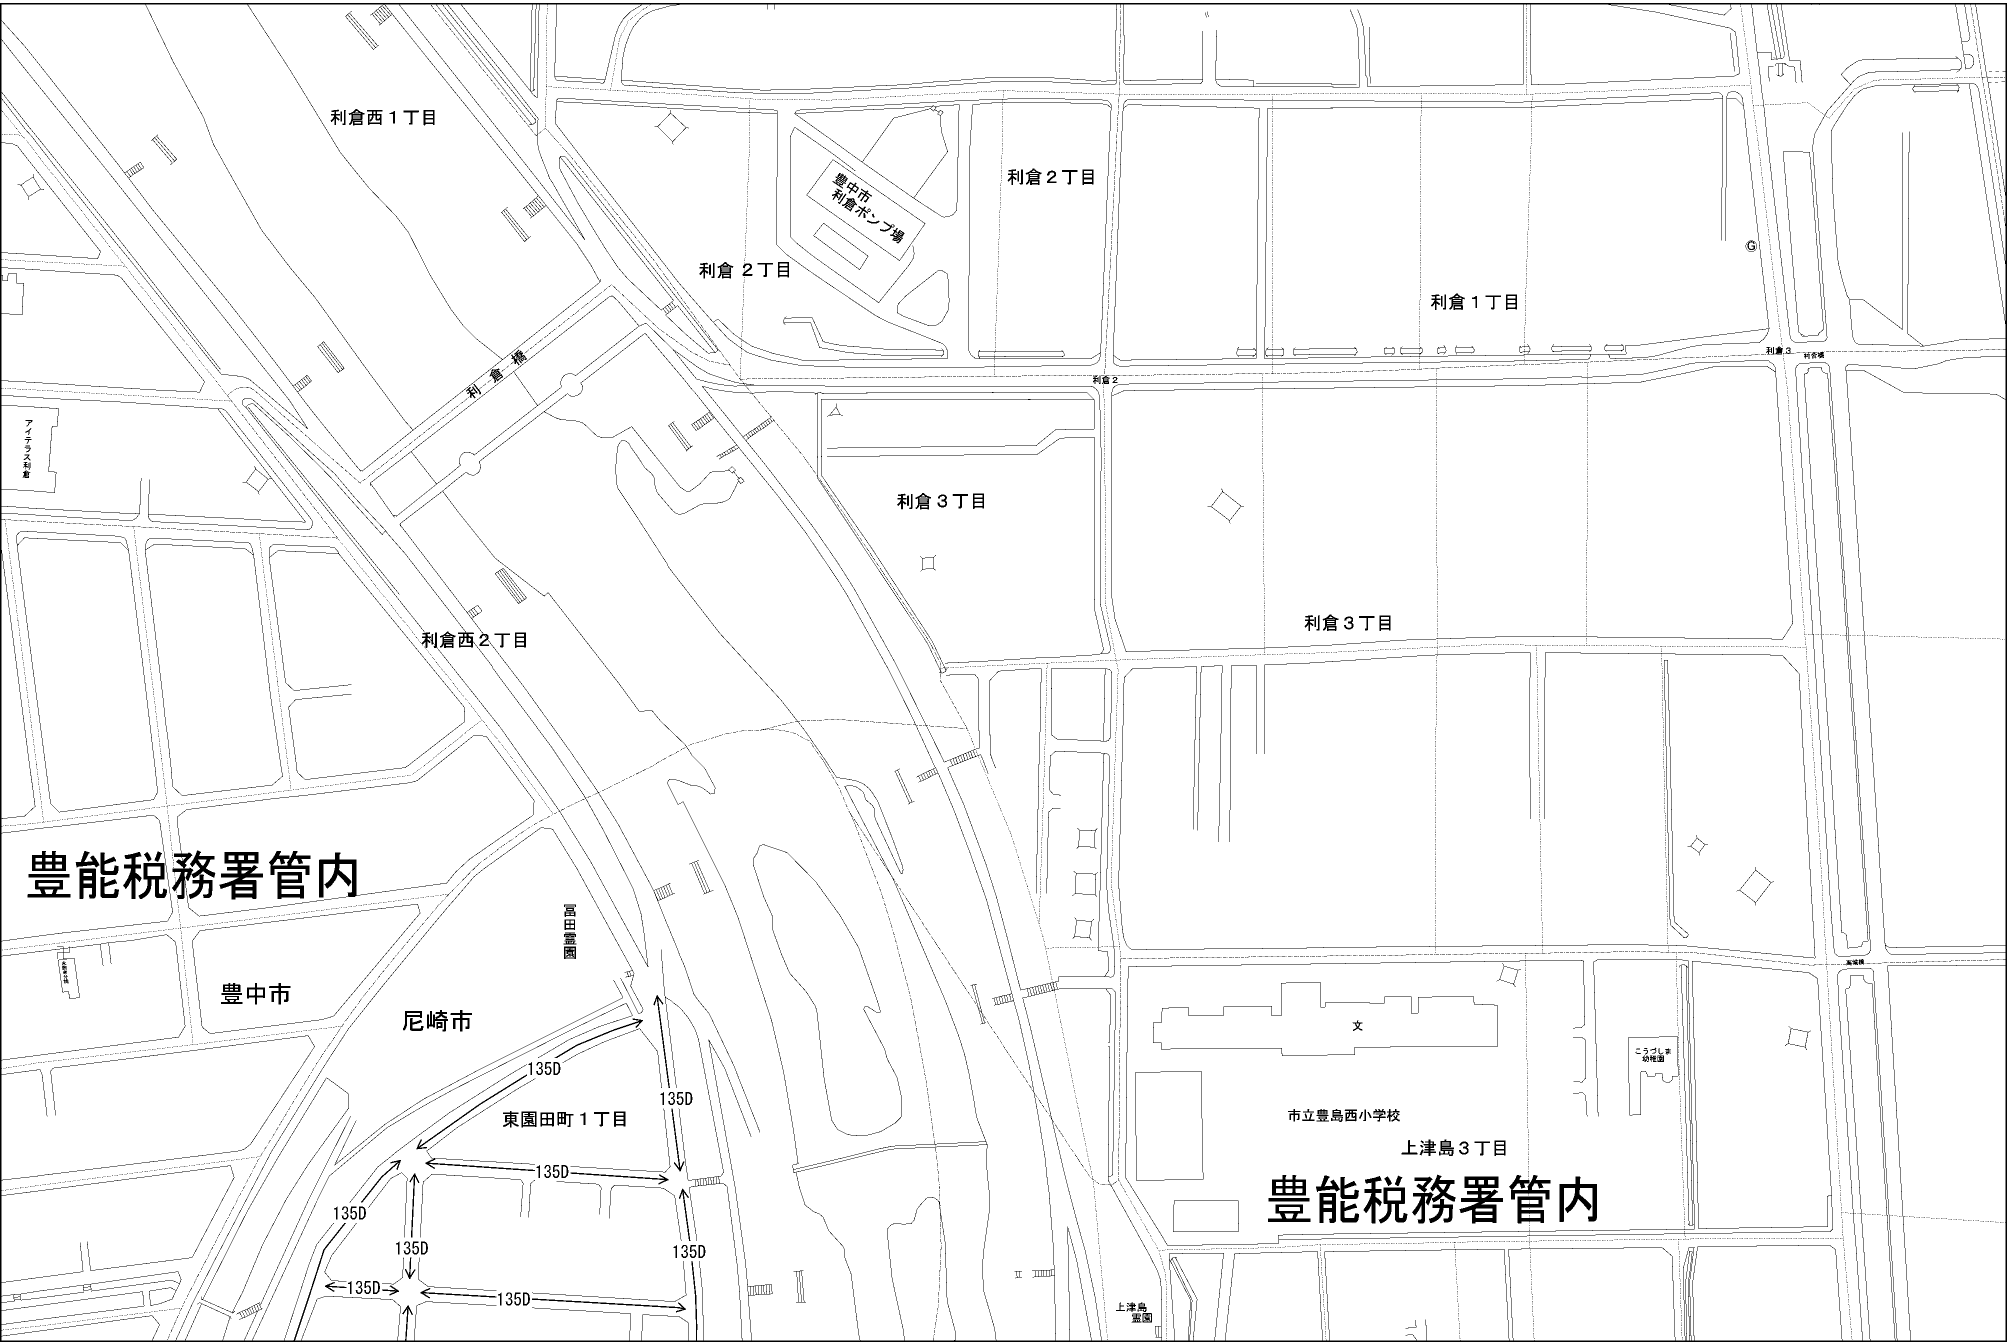 利倉西１丁目
利倉２丁目
豊中市
利倉ポンプ場
利倉２丁目
G
利倉１丁目
利倉橋
利倉３
利倉２
アイテラス利倉
利倉３丁目
利倉３丁目
利倉西２丁目
豊能税務署管内
冨田霊園
豊中市
尼崎市
文
こうづしま
幼稚園
135D
135D
東園田町１丁目
市立豊島西小学校
上津島３丁目
135D
豊能税務署管内
135D
135D
135D
135D
135D
上津島
霊園